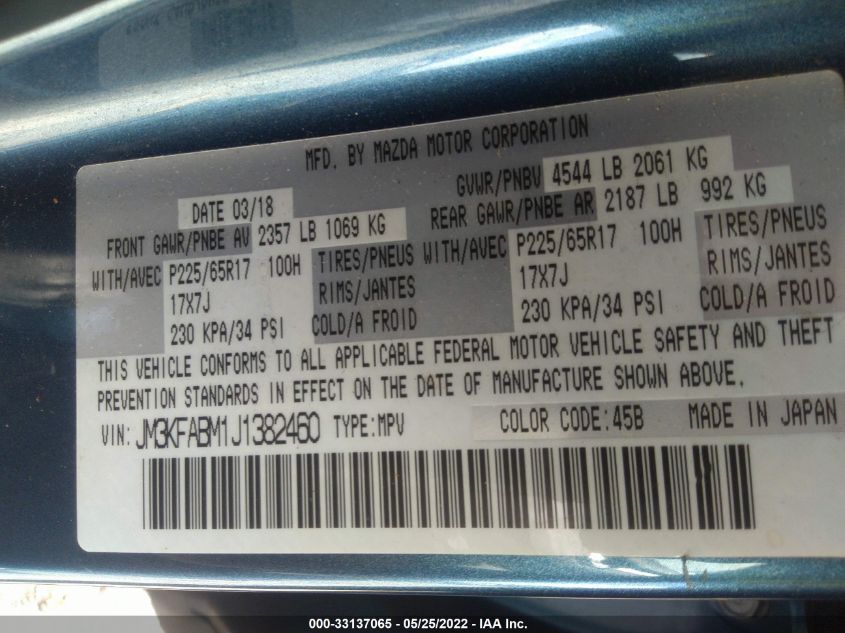 MFD. BY MAZDA MOTOR CORPORATION
DATE 03/18 GVWR/PNBV 4544 LB 2061 KG
FRONT GAWR/PNBE AV 2357 LB 1069 KG REAR GAWR/PNBE AR 2187 LB 992 KG
WITH/AVEC P225/65R17 100H TIRES/PNEUS WITH/AVEC P225/65R17 100H TIRES/PNEUS
17X7J RIMS/JANTES 17X7J RIMS/JANTES
230 KPA/34 PSI COLD/A FROID 230 KPA/34 PSI COLD/A FROID
THIS VEHICLE CONFORMS TO ALL APPLICABLE FEDERAL MOTOR VEHICLE SAFETY AND THEFT
PREVENTION STANDARDS IN EFFECT ON THE DATE OF MANUFACTURE SHOWN ABOVE.
VIN: JM3KFABM1J1382460 TYPE:MPV COLOR CODE:45B MADE IN JAPAN
000-33137065 - 05/25/2022 - IAA Inc.